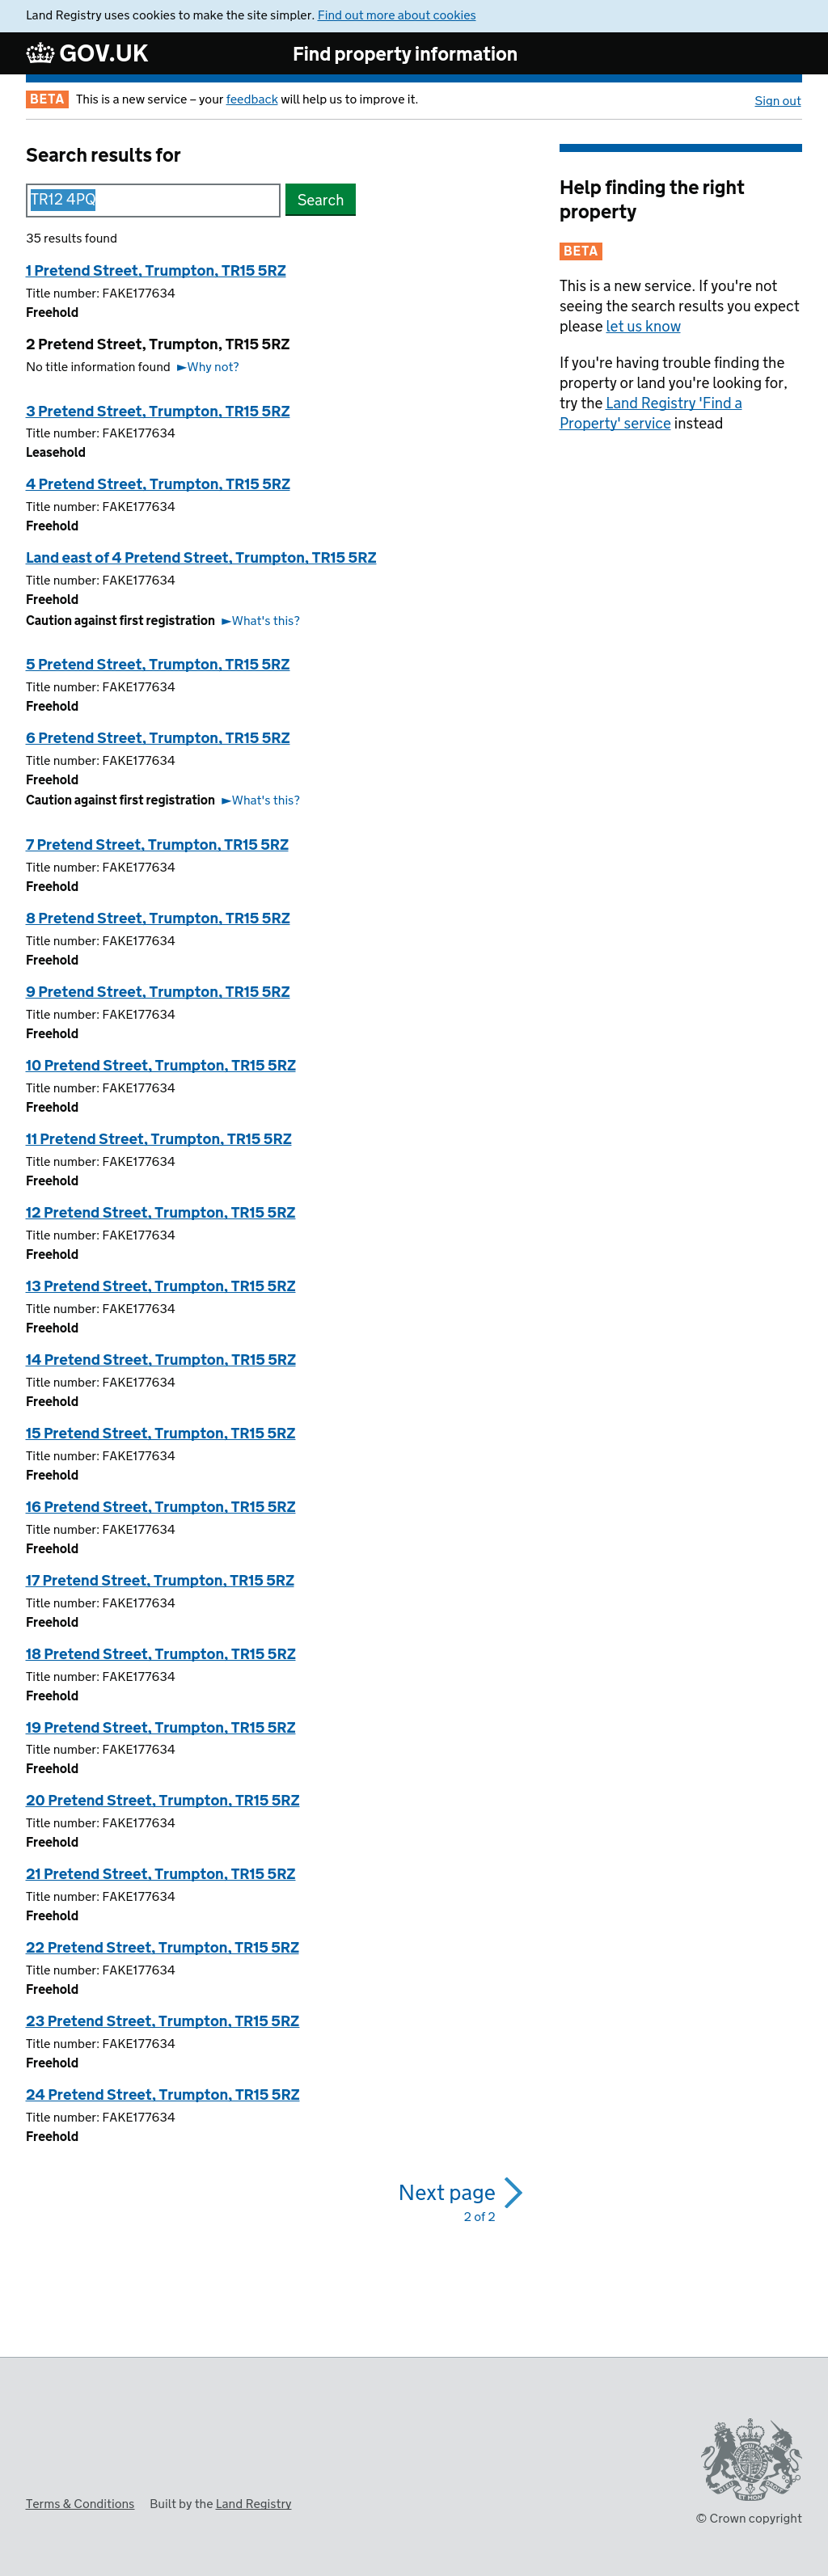 Land Registry uses cookies to make the site simpler. Find out more about cookies
GOV.UK
Find property information
BETA This is a new service – your feedback will help us to improve it.
Sign out
Search results for
TR12 4PQ
Search
35 results found
1 Pretend Street, Trumpton, TR15 5RZ
Title number: FAKE177634
Freehold
2 Pretend Street, Trumpton, TR15 5RZ
No title information found ►Why not?
3 Pretend Street, Trumpton, TR15 5RZ
Title number: FAKE177634
Leasehold
4 Pretend Street, Trumpton, TR15 5RZ
Title number: FAKE177634
Freehold
Land east of 4 Pretend Street, Trumpton, TR15 5RZ
Title number: FAKE177634
Freehold
Caution against first registration ►What's this?
5 Pretend Street, Trumpton, TR15 5RZ
Title number: FAKE177634
Freehold
6 Pretend Street, Trumpton, TR15 5RZ
Title number: FAKE177634
Freehold
Caution against first registration ►What's this?
7 Pretend Street, Trumpton, TR15 5RZ
Title number: FAKE177634
Freehold
8 Pretend Street, Trumpton, TR15 5RZ
Title number: FAKE177634
Freehold
9 Pretend Street, Trumpton, TR15 5RZ
Title number: FAKE177634
Freehold
10 Pretend Street, Trumpton, TR15 5RZ
Title number: FAKE177634
Freehold
11 Pretend Street, Trumpton, TR15 5RZ
Title number: FAKE177634
Freehold
12 Pretend Street, Trumpton, TR15 5RZ
Title number: FAKE177634
Freehold
13 Pretend Street, Trumpton, TR15 5RZ
Title number: FAKE177634
Freehold
14 Pretend Street, Trumpton, TR15 5RZ
Title number: FAKE177634
Freehold
15 Pretend Street, Trumpton, TR15 5RZ
Title number: FAKE177634
Freehold
16 Pretend Street, Trumpton, TR15 5RZ
Title number: FAKE177634
Freehold
17 Pretend Street, Trumpton, TR15 5RZ
Title number: FAKE177634
Freehold
18 Pretend Street, Trumpton, TR15 5RZ
Title number: FAKE177634
Freehold
19 Pretend Street, Trumpton, TR15 5RZ
Title number: FAKE177634
Freehold
20 Pretend Street, Trumpton, TR15 5RZ
Title number: FAKE177634
Freehold
21 Pretend Street, Trumpton, TR15 5RZ
Title number: FAKE177634
Freehold
22 Pretend Street, Trumpton, TR15 5RZ
Title number: FAKE177634
Freehold
23 Pretend Street, Trumpton, TR15 5RZ
Title number: FAKE177634
Freehold
24 Pretend Street, Trumpton, TR15 5RZ
Title number: FAKE177634
Freehold
Next page
2 of 2
Help finding the right
property
BETA
This is a new service. If you're not
seeing the search results you expect
please let us know
If you're having trouble finding the
property or land you're looking for,
try the Land Registry 'Find a
Property' service instead
Terms & Conditions Built by the Land Registry
© Crown copyright